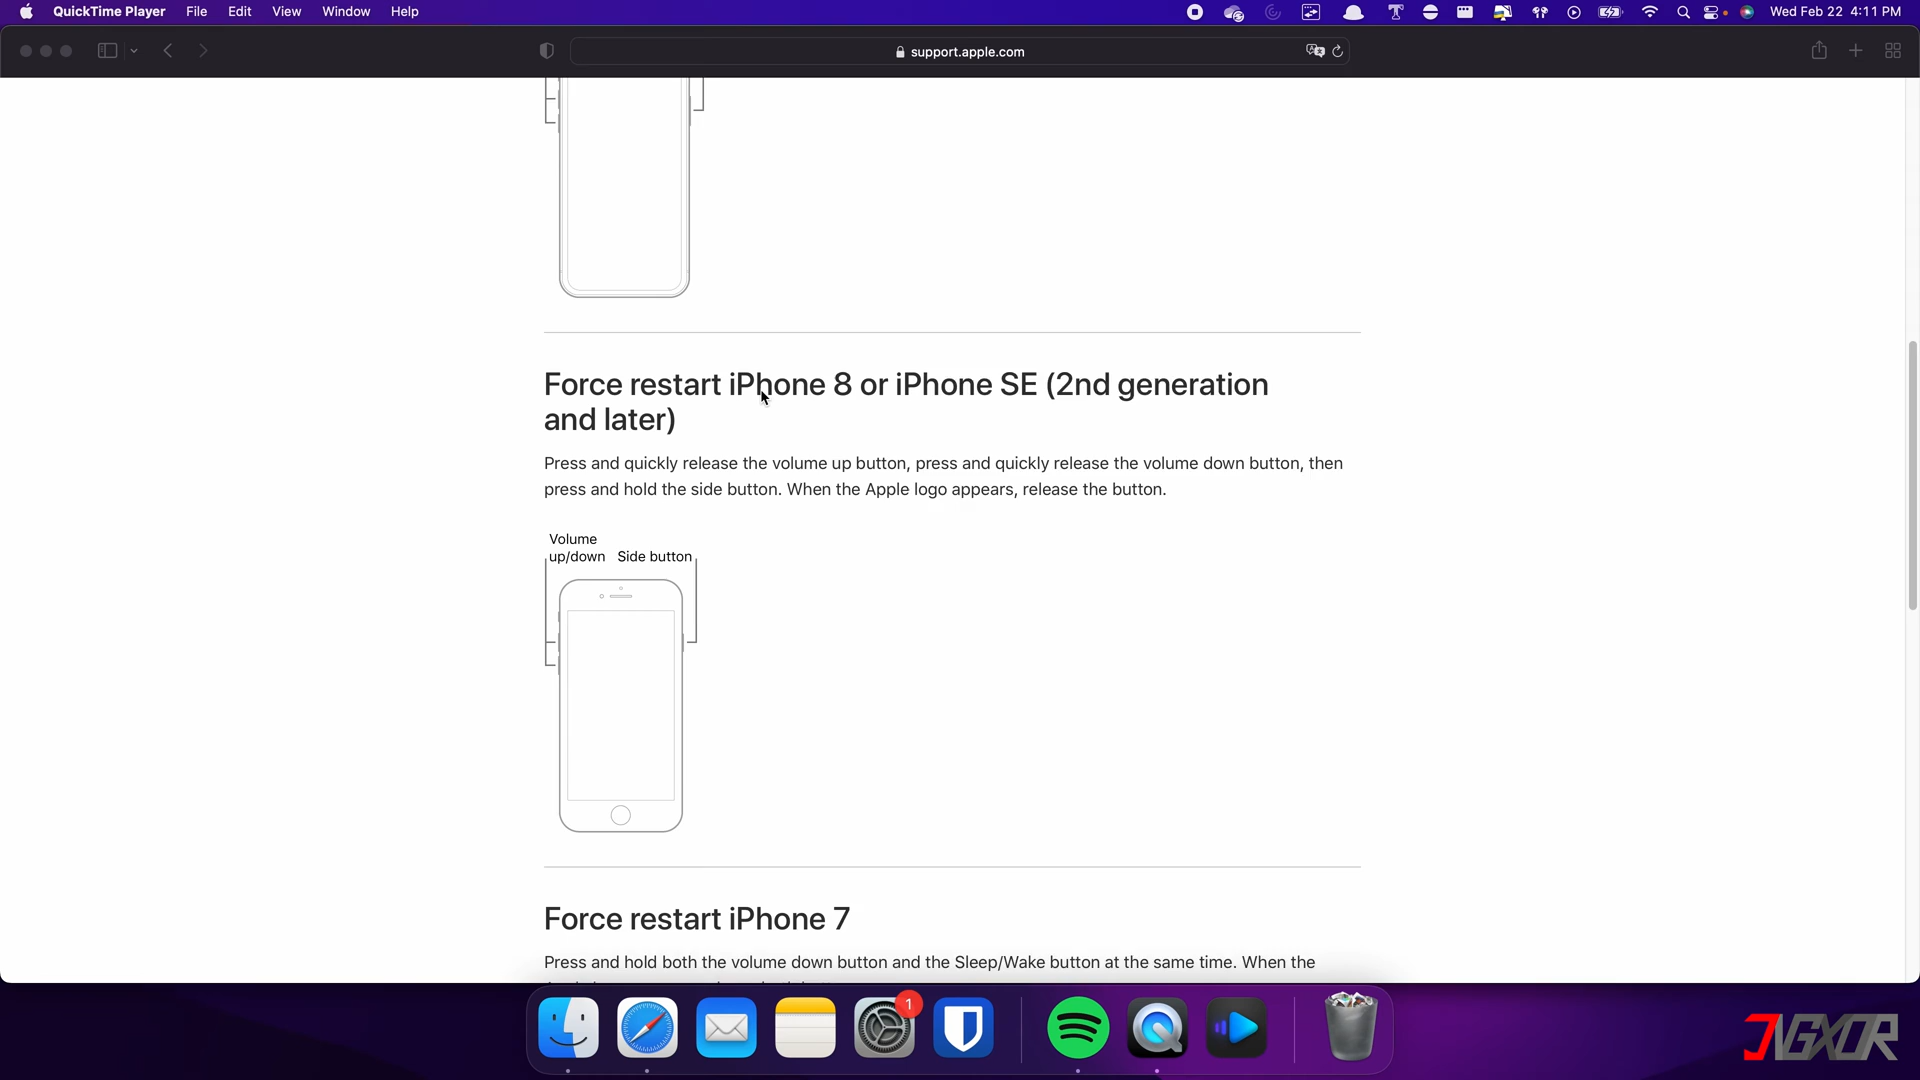 QuickTime Player File Edit View Window Help Wed Feb 22 4:11 PM
support.apple.com
Force restart iPhone 8 or iPhone SE (2nd generation
and later)
Press and quickly release the volume up button, press and quickly release the volume down button, then
press and hold the side button. When the Apple logo appears, release the button.
Volume
up/down Side button
Force restart iPhone 7
Press and hold both the volume down button and the Sleep/Wake button at the same time. When the
1
JVGXOR